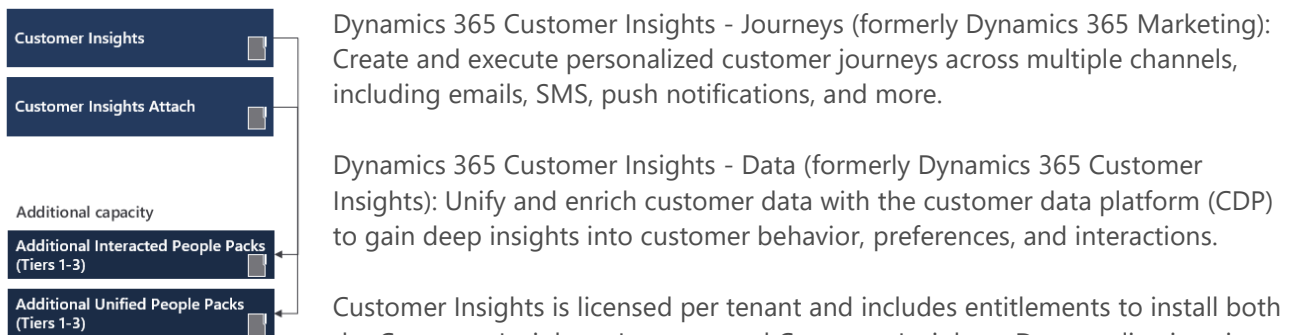 Customer Insights
Customer Insights Attach
Additional capacity
Additional Interacted People Packs
(Tiers 1-3)
Additional Unified People Packs
(Tiers 1-3)
Dynamics 365 Customer Insights - Journeys (formerly Dynamics 365 Marketing):
Create and execute personalized customer journeys across multiple channels,
including emails, SMS, push notifications, and more.
Dynamics 365 Customer Insights - Data (formerly Dynamics 365 Customer
Insights): Unify and enrich customer data with the customer data platform (CDP)
to gain deep insights into customer behavior, preferences, and interactions.
Customer Insights is licensed per tenant and includes entitlements to install both